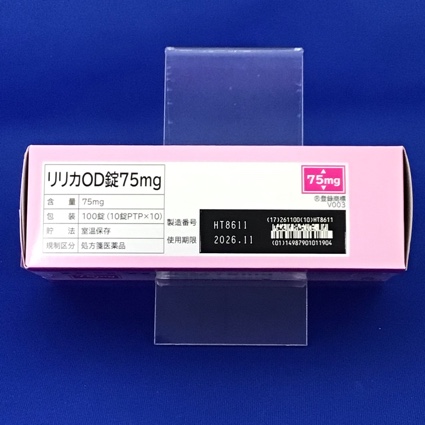 リリカOD錠75mg
含 量 75mg
包 装 100錠(10錠PTP×10)
貯 法 室温保存
規制区分 処方箋医薬品
75mg
®登録商標
V003
製造番号 HT8611
使用期限 2026.11
(17)261100(10)HT8611
(01)14987901011904